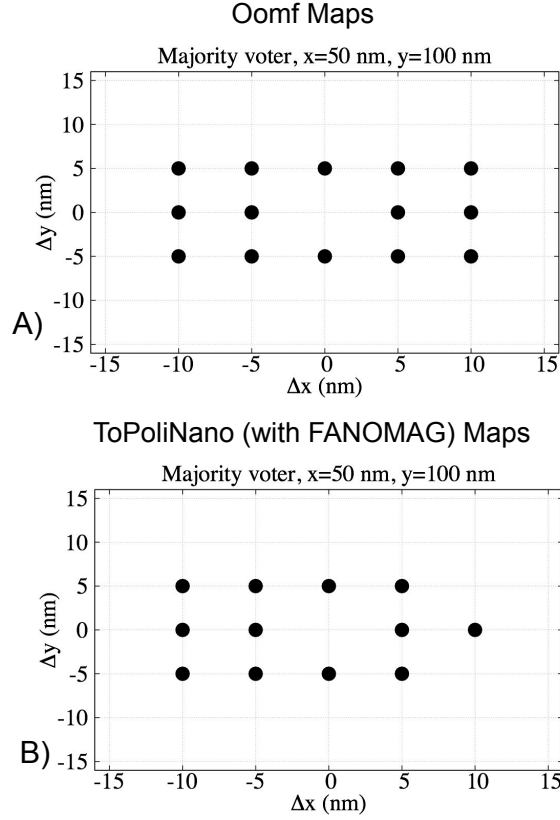 Oomf Maps
Majority voter, x=50 nm, y=100 nm
15
10
5
0
-5
-10
-15
Δy (nm)
-15 -10 -5 0 5 10 15
Δx (nm)
A)
ToPoliNano (with FANOMAG) Maps
Majority voter, x=50 nm, y=100 nm
15
10
5
0
-5
-10
-15
Δy (nm)
-15 -10 -5 0 5 10 15
Δx (nm)
B)